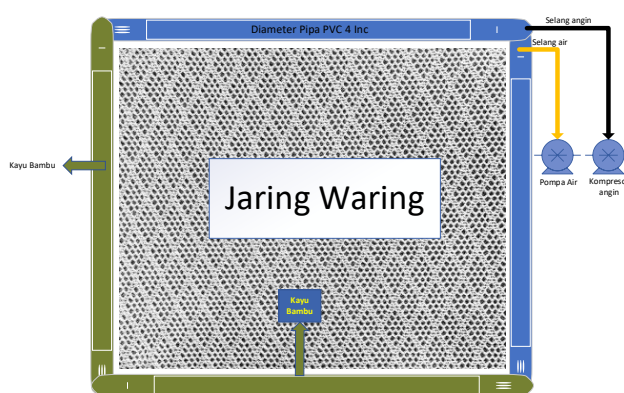 Diameter Pipa PVC 4 Inc
Selang angin
Selang air
Kayu Bambu
Jaring Waring
Pompa Air
Kompresor
angin
Kayu
Bambu